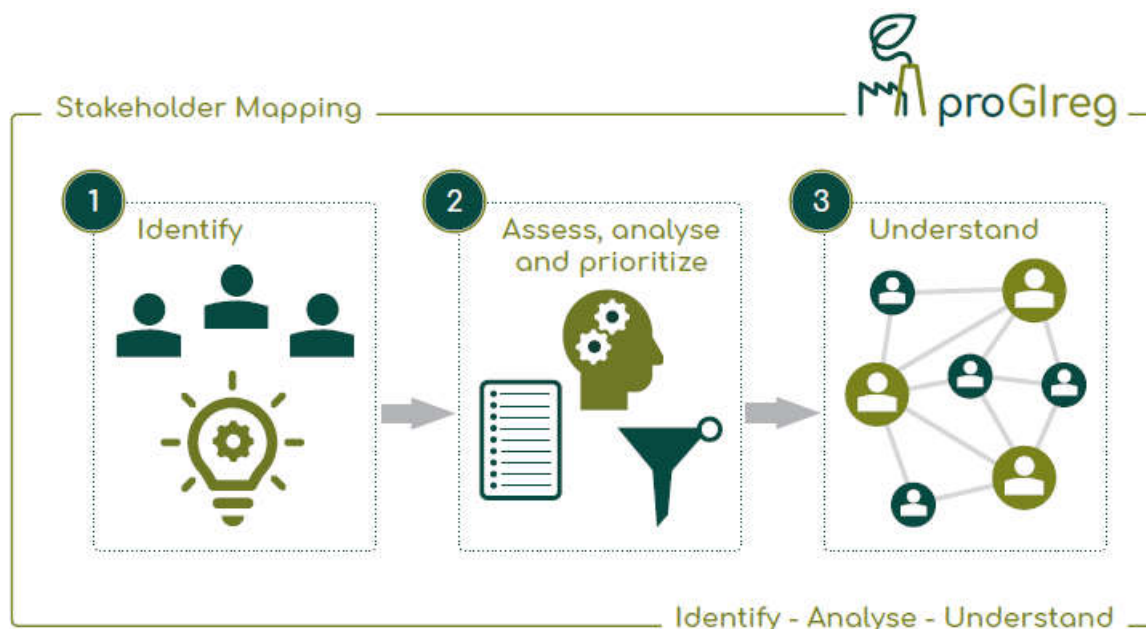 Stakeholder Mapping
proGIreg
1
Identify
2
Assess, analyse
and prioritize
3
Understand
Identify - Analyse - Understand